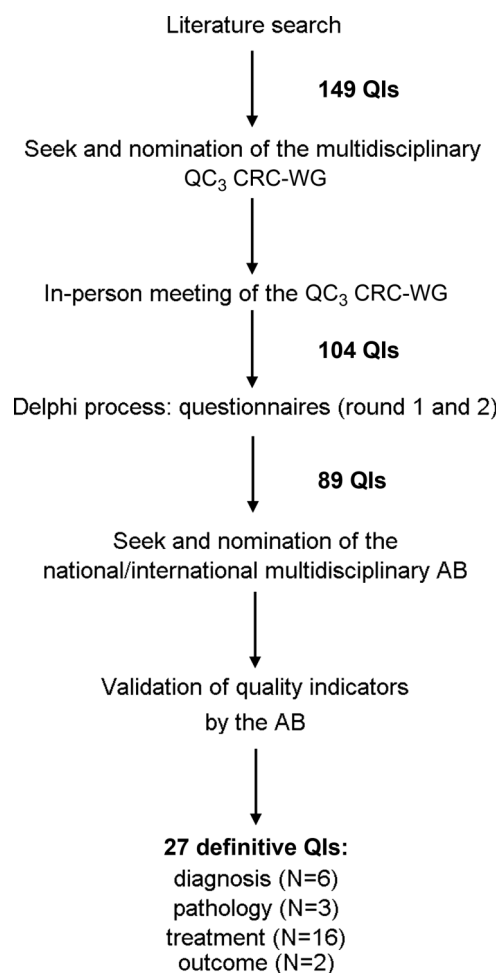 Literature search
149 QIs
Seek and nomination of the multidisciplinary
QC₃ CRC-WG
In-person meeting of the QC₃ CRC-WG
104 QIs
Delphi process: questionnaires (round 1 and 2)
89 QIs
Seek and nomination of the
national/international multidisciplinary AB
Validation of quality indicators
by the AB
27 definitive QIs:
diagnosis (N=6)
pathology (N=3)
treatment (N=16)
outcome (N=2)